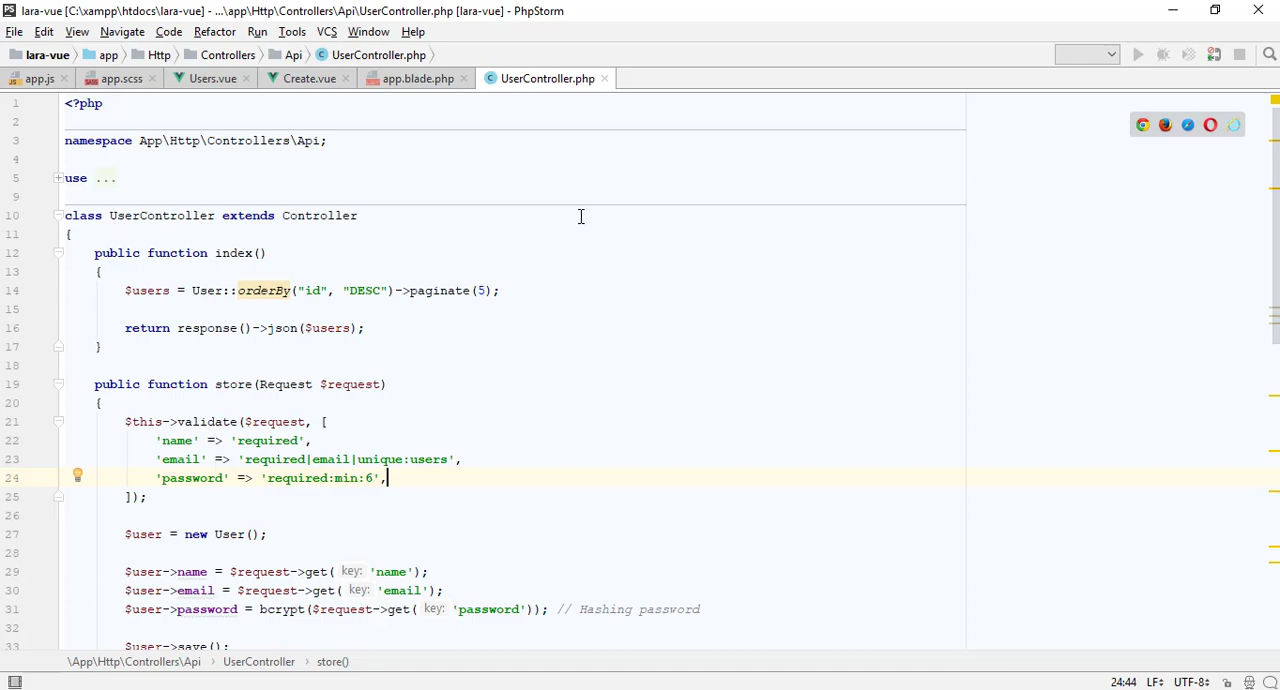 lara-vue [C:\xampp\htdocs\lara-vue] - ...\app\Http\Controllers\Api\UserController.php [lara-vue] - PhpStorm
File Edit View Navigate Code Refactor Run Tools VCS Window Help
lara-vue app Http Controllers Api UserController.php
app.js app.scss Users.vue Create.vue app.blade.php UserController.php
1 <?php
2
3 namespace App\Http\Controllers\Api;
4
5 use ...
9
10 class UserController extends Controller
11 {
12 public function index()
13 {
14 $users = User::orderBy("id", "DESC")->paginate(5);
15
16 return response()->json($users);
17 }
18
19 public function store(Request $request)
20 {
21 $this->validate($request, [
22 'name' => 'required',
23 'email' => 'required|email|unique:users',
24 'password' => 'required:min:6',
25 ]);
26
27 $user = new User();
28
29 $user->name = $request->get( key: 'name');
30 $user->email = $request->get( key: 'email');
31 $user->password = bcrypt($request->get( key: 'password')); // Hashing password
32
33 $user->save();
\App\Http\Controllers\Api UserController store()
24:44 LF UTF-8